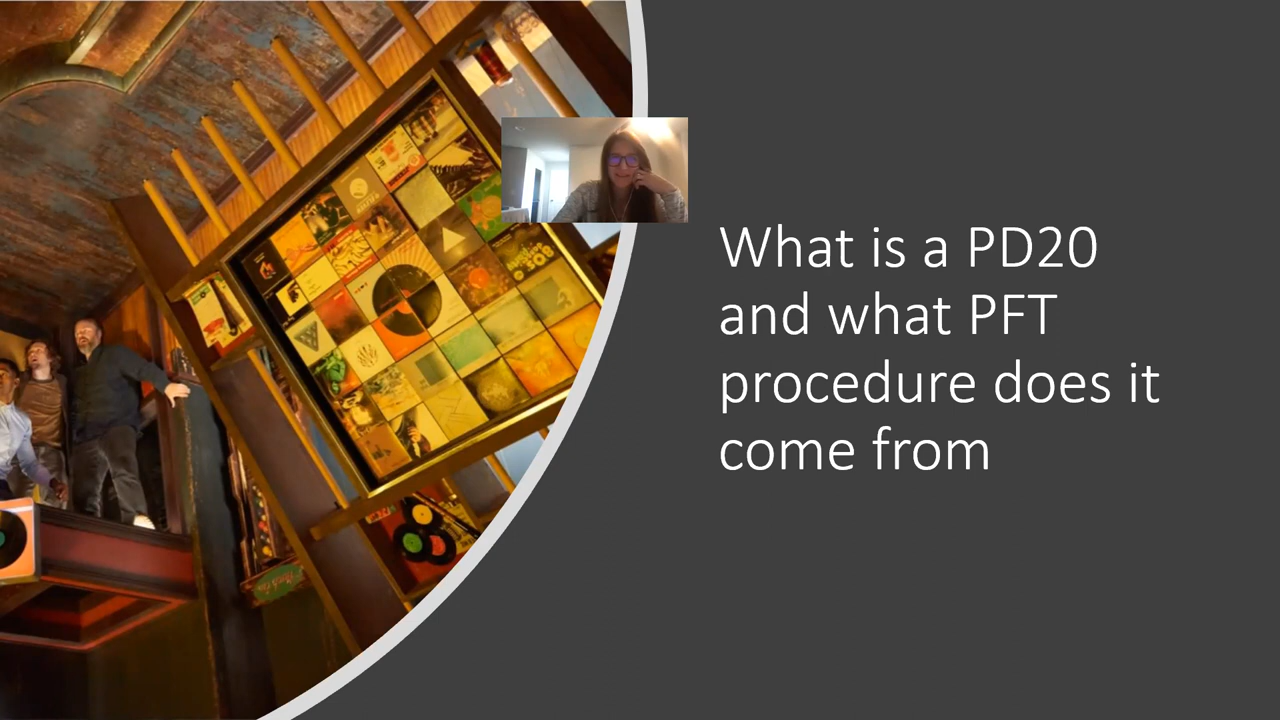 What is a PD20
and what PFT
procedure does it
come from